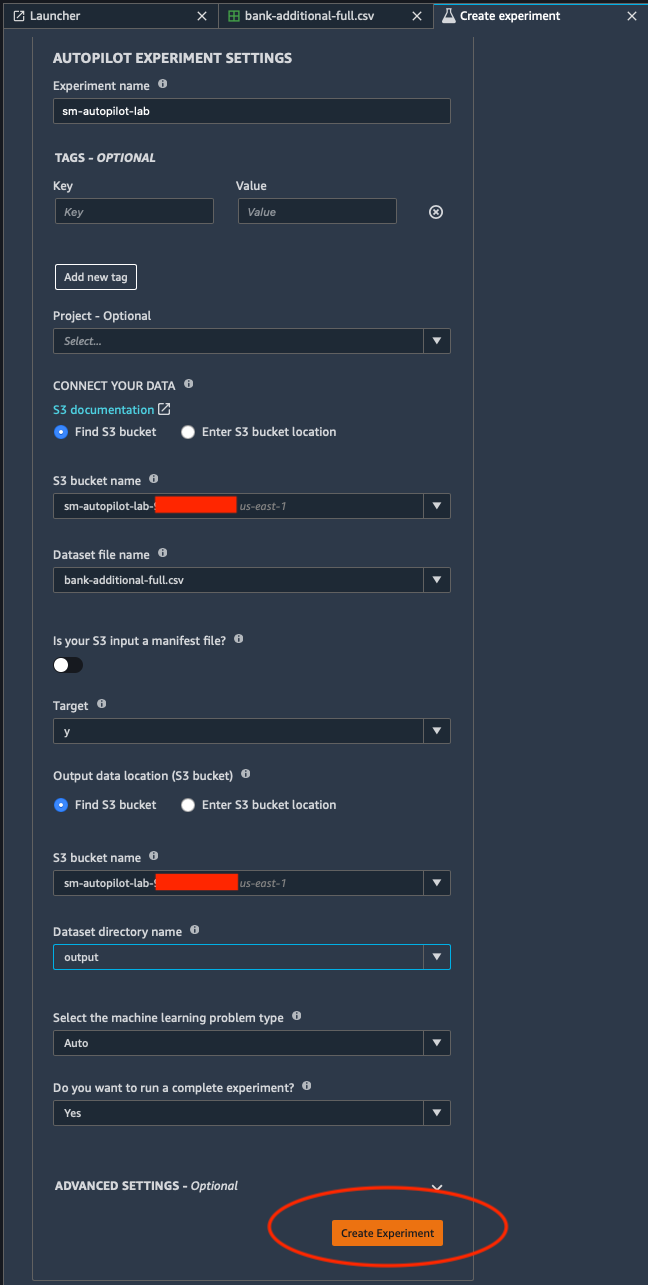 Launcher
bank-additional-full.csv
Create experiment
AUTOPILOT EXPERIMENT SETTINGS
Experiment name
sm-autopilot-lab
TAGS - OPTIONAL
Key Value
Key Value
Add new tag
Project - Optional
Select...
CONNECT YOUR DATA
S3 documentation
Find S3 bucket Enter S3 bucket location
S3 bucket name
sm-autopilot-lab- us-east-1
Dataset file name
bank-additional-full.csv
Is your S3 input a manifest file?
Target
y
Output data location (S3 bucket)
Find S3 bucket Enter S3 bucket location
S3 bucket name
sm-autopilot-lab- us-east-1
Dataset directory name
output
Select the machine learning problem type
Auto
Do you want to run a complete experiment?
Yes
ADVANCED SETTINGS - Optional
Create Experiment